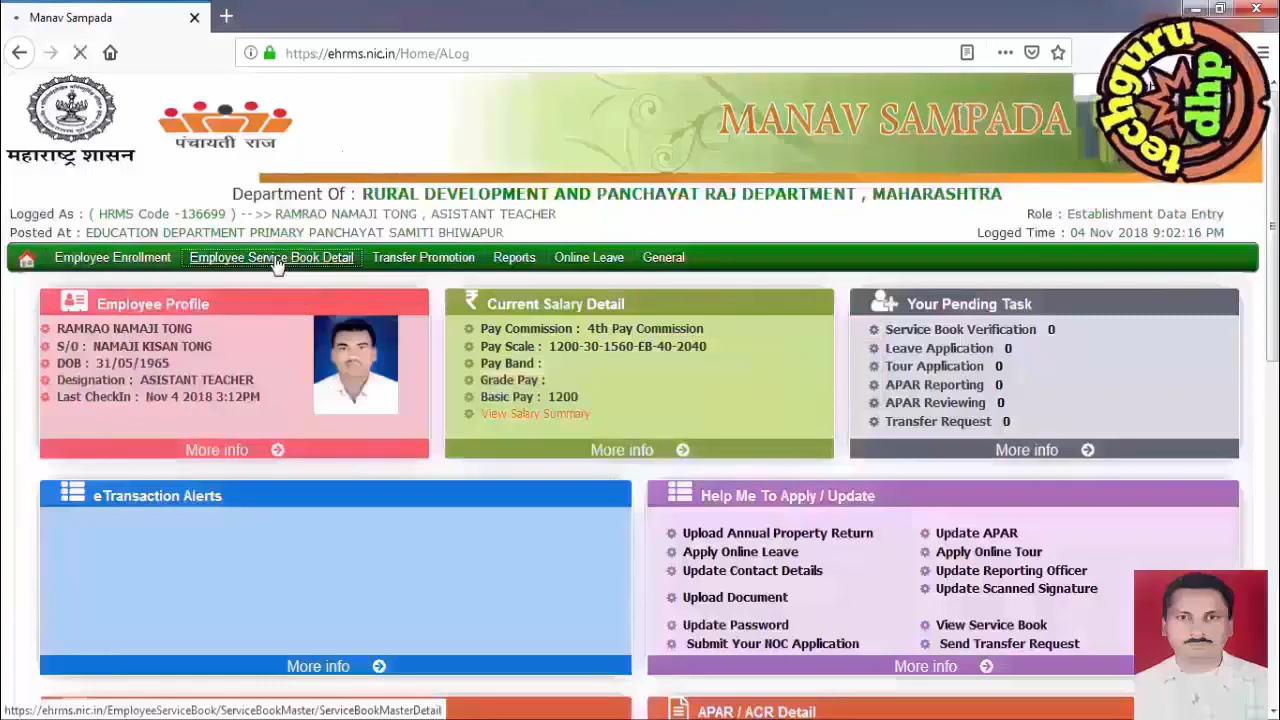 Manav Sampada
https://ehrms.nic.in/Home/ALog
techguru
dyp
महाराष्ट्र शासन
पंचायती राज
MANAV SAMPADA
Department Of : RURAL DEVELOPMENT AND PANCHAYAT RAJ DEPARTMENT , MAHARASHTRA
Logged As : ( HRMS Code -136699 ) -->> RAMRAO NAMAJI TONG , ASISTANT TEACHER
Role : Establishment Data Entry
Posted At : EDUCATION DEPARTMENT PRIMARY PANCHAYAT SAMITI BHIWAPUR
Logged Time : 04 Nov 2018 9:02:16 PM
Employee Enrollment Employee Service Book Detail Transfer Promotion Reports Online Leave General
Employee Profile
RAMRAO NAMAJI TONG
S/O : NAMAJI KISAN TONG
DOB : 31/05/1965
Designation : ASISTANT TEACHER
Last CheckIn : Nov 4 2018 3:12PM
More info
Current Salary Detail
Pay Commission : 4th Pay Commission
Pay Scale : 1200-30-1560-EB-40-2040
Pay Band :
Grade Pay :
Basic Pay : 1200
View Salary Summary
More info
Your Pending Task
Service Book Verification 0
Leave Application 0
Tour Application 0
APAR Reporting 0
APAR Reviewing 0
Transfer Request 0
More info
eTransaction Alerts
More info
Help Me To Apply / Update
Upload Annual Property Return
Apply Online Leave
Update Contact Details
Upload Document
Update Password
Submit Your NOC Application
Update APAR
Apply Online Tour
Update Reporting Officer
Update Scanned Signature
View Service Book
Send Transfer Request
More info
APAR / ACR Detail
https://ehrms.nic.in/EmployeeServiceBook/ServiceBookMaster/ServiceBookMasterDetail